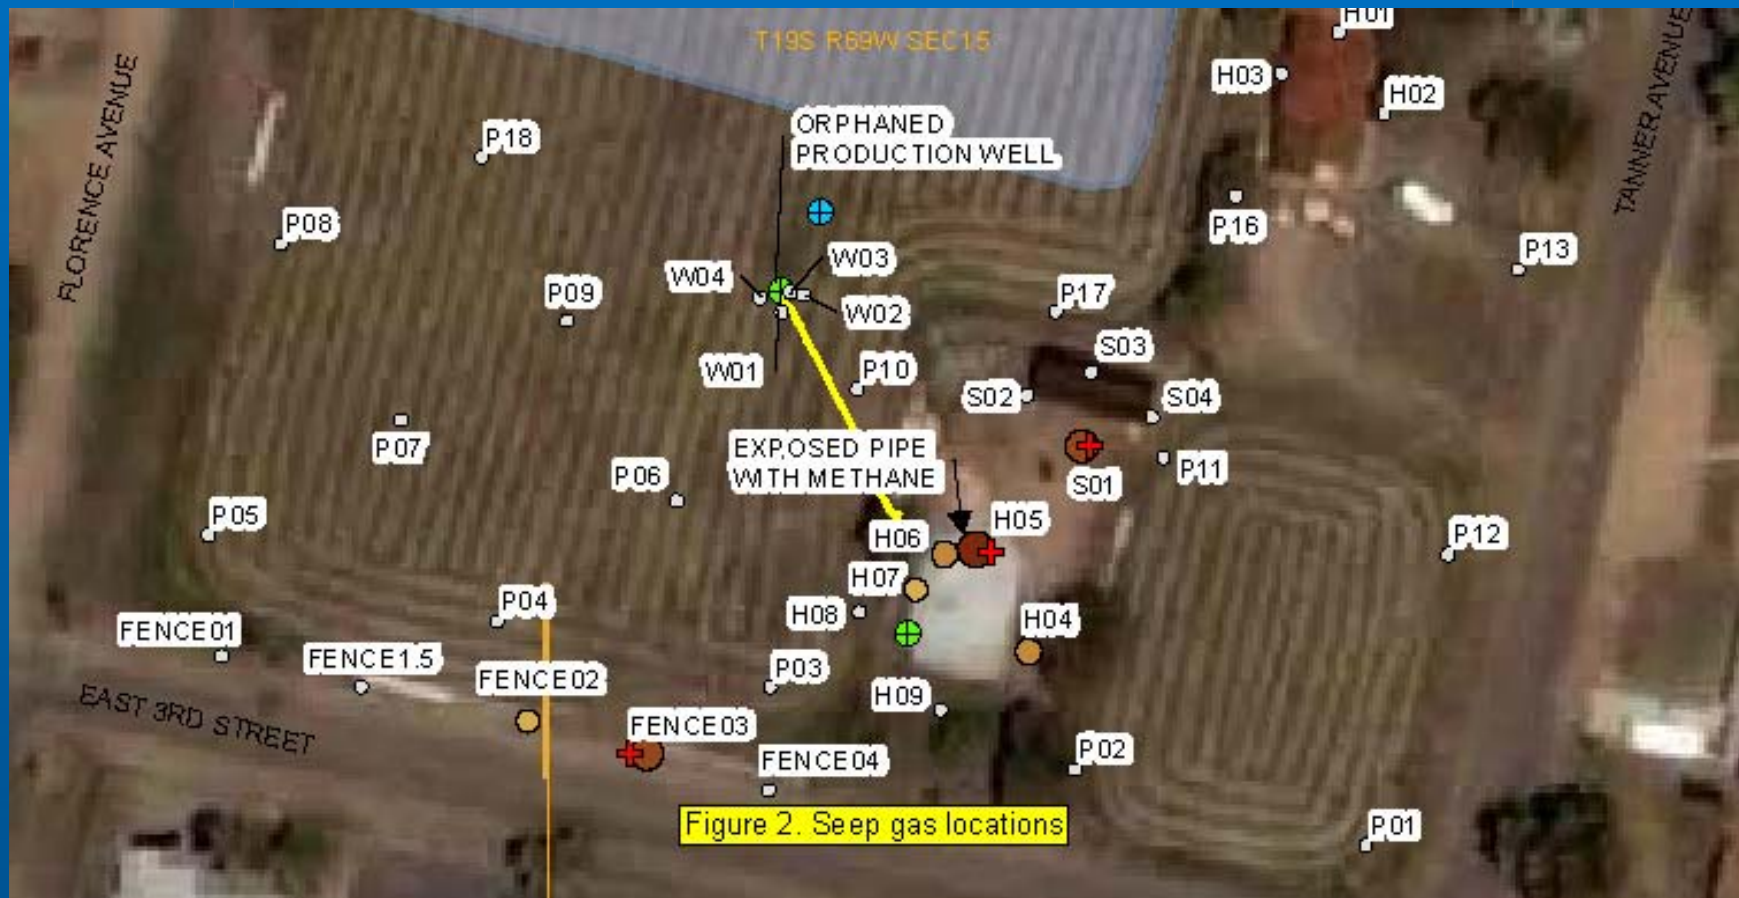 H01
T19S R69W SEC15
TANNER AVENUE
FLORENCE AVENUE
H03
H02
ORPHANED
PRODUCTION WELL
P18
P08
P16
P13
W03
W04
P09
P17
W02
S03
W01
P10
S02
S04
P07
EXPOSED PIPE
WITH METHANE
P06
P11
S01
P05
H05
H06
P12
H07
P04
H08
H04
FENCE01
FENCE1.5
P03
FENCE02
H09
EAST 3RD STREET
FENCE03
P02
FENCE04
Figure 2. Seep gas locations
P01